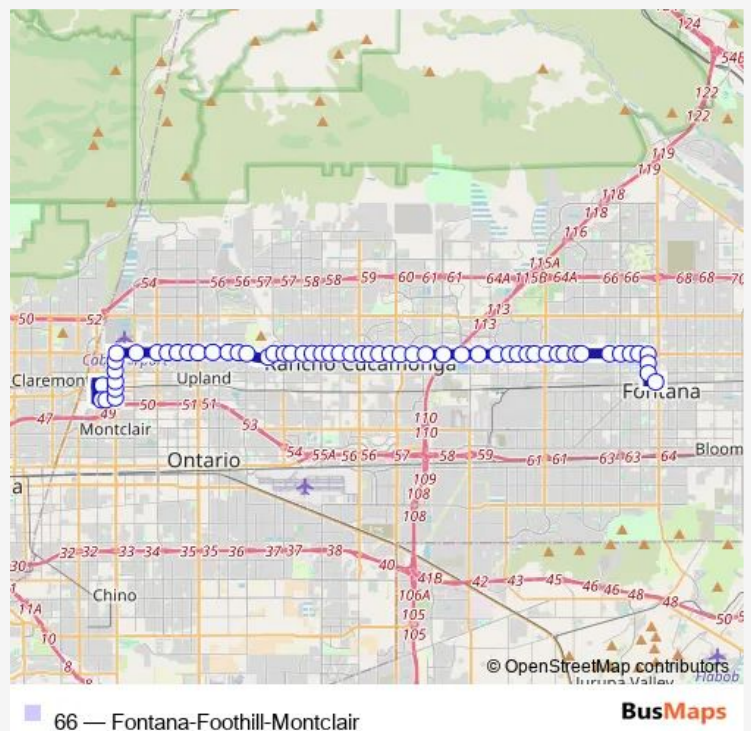 124
54B
122
122
119
119
118
118
116
115A
54 56 56 57 57 58 58 59 60 61 61 64A 115B 64A 66 66 68 68 70
113
50 52
113
Rancho Cucamonga
Claremont Upland
Fontana
49 50 51 51
47
Montclair
110
53
110
Ontario
54 55A 56 56 57 58 59 61 61 63 63 64
Bloom
a
109
108
108
32 32 33 34 35 35 36 37 37 38 40
30
41B 42 43 45 46 46 48 48 50 5
Chino
106A
11A
105
10
105
8
© OpenStreetMap contributors
Jurupa Valley
Flabob
66 — Fontana-Foothill-Montclair
BusMaps